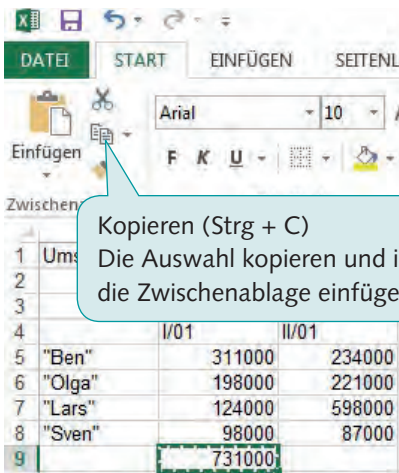 DATEI START EINFÜGEN SEITENL
Arial 10
Einfügen F K U
Zwischen
Kopieren (Strg + C)
Die Auswahl kopieren und i
die Zwischenablage einfüge
1 Ums
2
3
4 I/01 II/01
5 "Ben" 311000 234000
6 "Olga" 198000 221000
7 "Lars" 124000 598000
8 "Sven" 98000 87000
9 731000